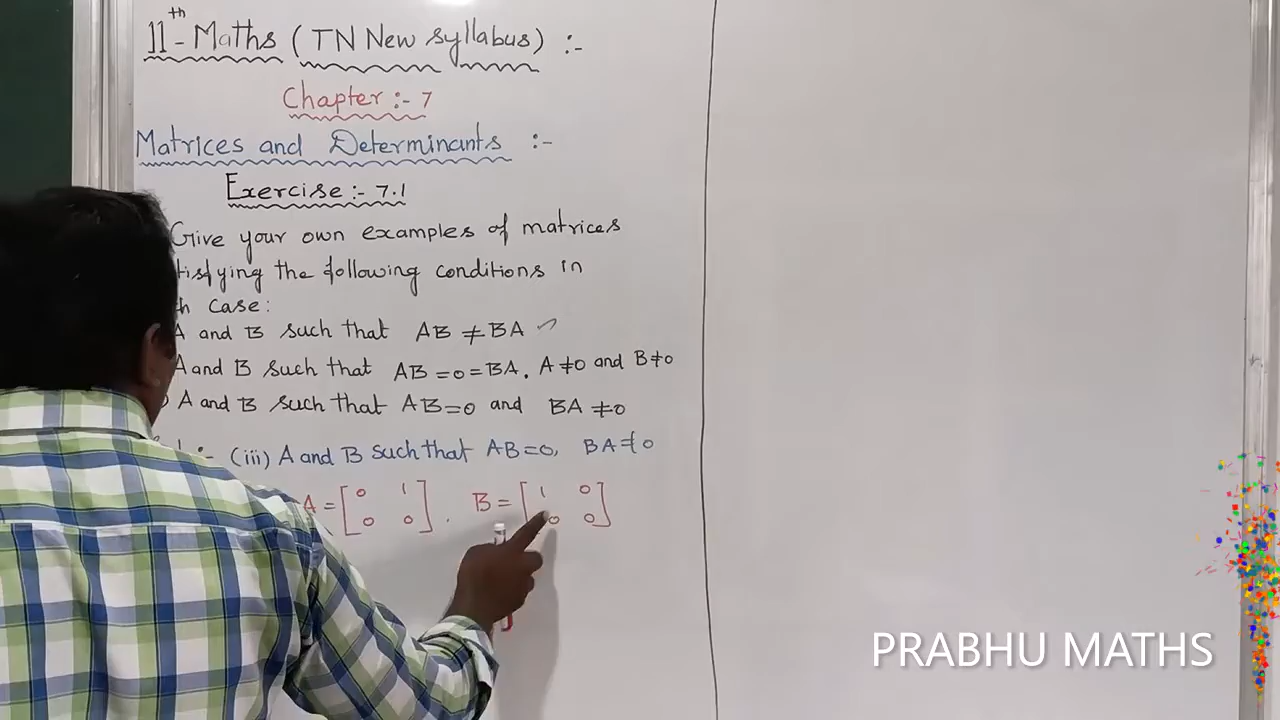 11th - Maths (TN New syllabus) :-
Chapter :- 7
Matrices and Determinants :-
Exercise :- 7.1
Give your own examples of matrices
tisfying the following conditions in
h case:
A and B such that AB ≠ BA ✓
A and B such that AB = 0 = BA, A ≠ 0 and B ≠ 0
) A and B such that AB = 0 and BA ≠ 0
:- (iii) A and B such that AB = 0, BA ≠ 0
A = [0 1
0 0], B = [1 0
0 0]
PRABHU MATHS